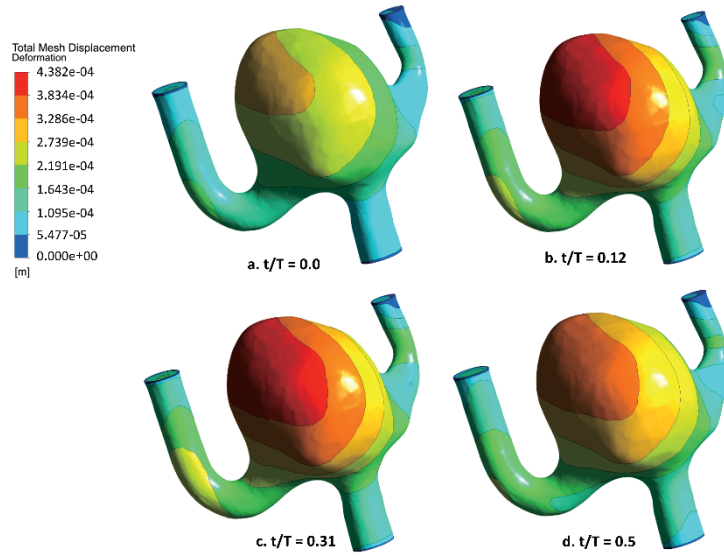 Total Mesh Displacement
Deformation
4.382e-04
3.834e-04
3.286e-04
2.739e-04
2.191e-04
1.643e-04
1.095e-04
5.477e-05
0.000e+00
[m]
a. t/T = 0.0
b. t/T = 0.12
c. t/T = 0.31
d. t/T = 0.5